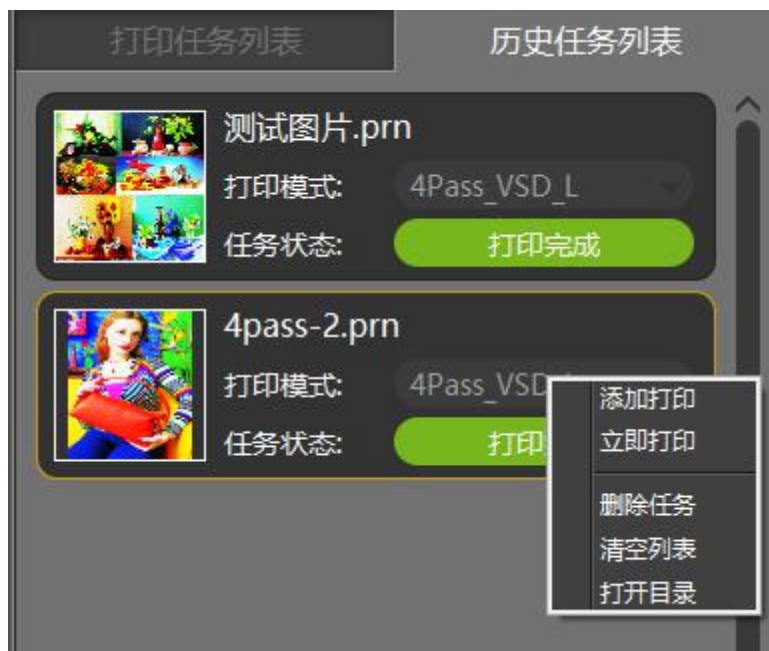 打印任务列表
历史任务列表
测试图片.prn
打印模式:
4Pass_VSD_L
任务状态:
打印完成
4pass-2.prn
打印模式:
4Pass_VSD
任务状态:
打印
添加打印
立即打印
删除任务
清空列表
打开目录